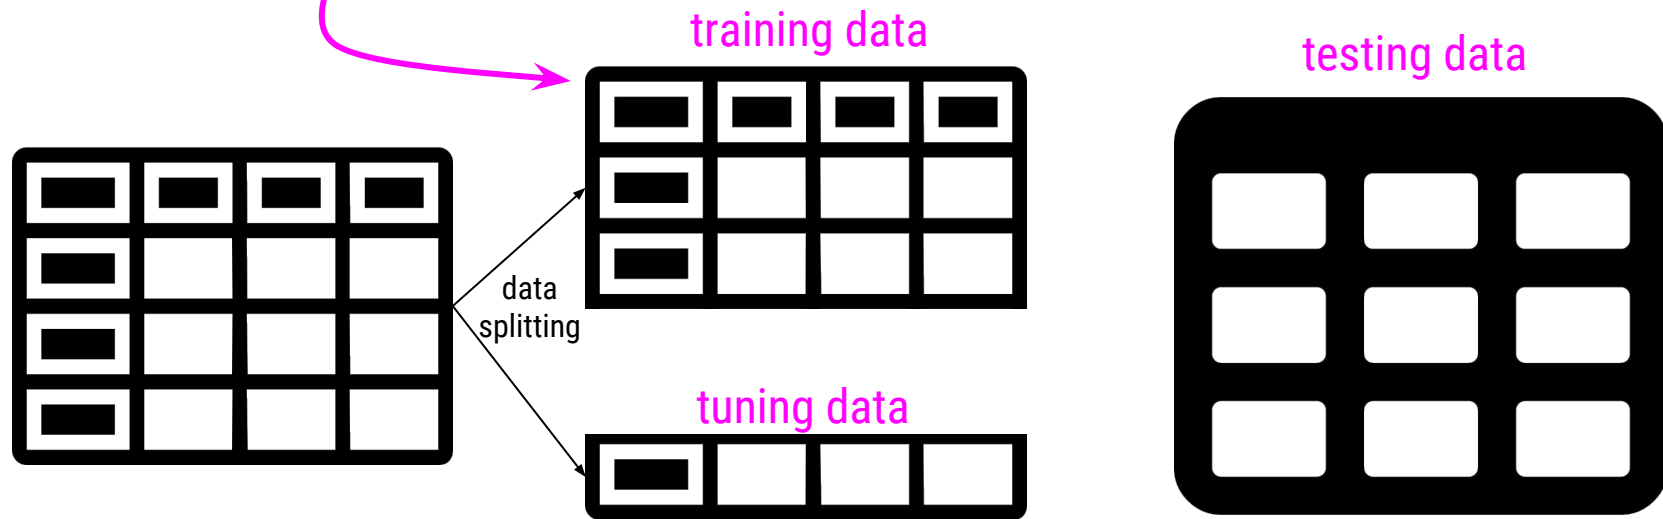 training data
testing data
data
splitting
tuning data